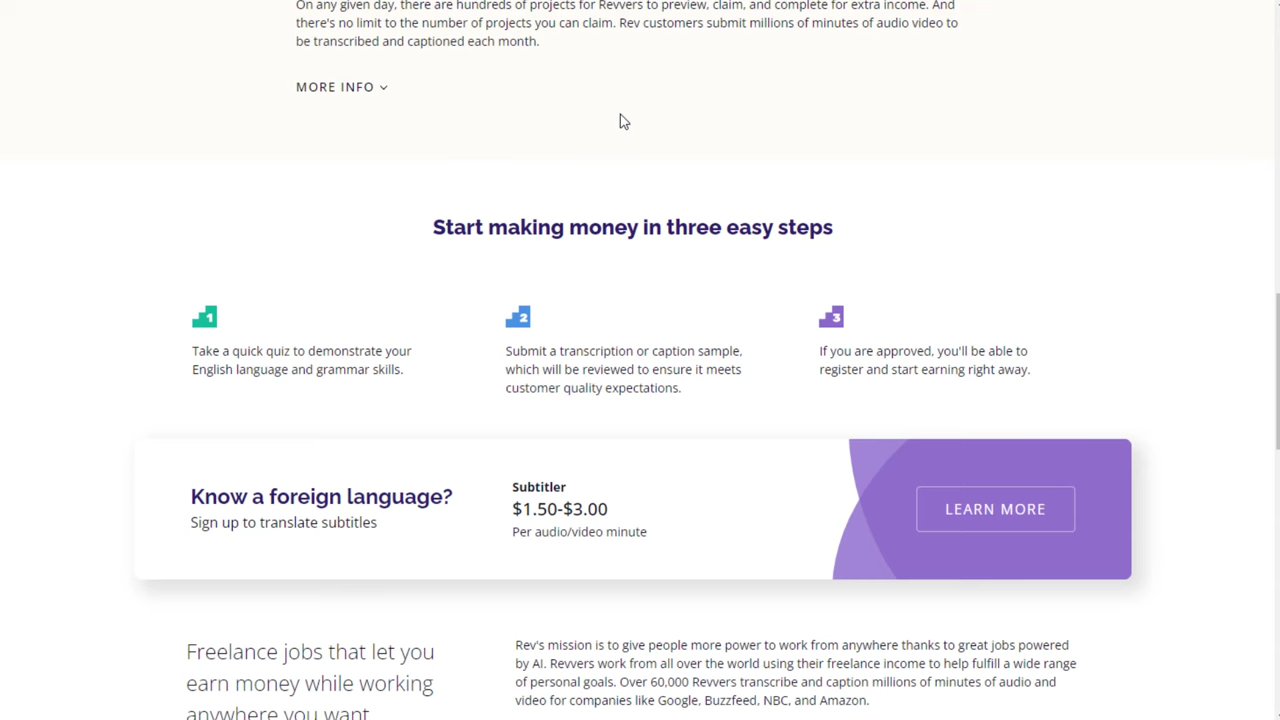 On any given day, there are hundreds of projects for Revvers to preview, claim, and complete for extra income. And
there's no limit to the number of projects you can claim. Rev customers submit millions of minutes of audio video to
be transcribed and captioned each month.
MORE INFO
Start making money in three easy steps
1
Take a quick quiz to demonstrate your
English language and grammar skills.
2
Submit a transcription or caption sample,
which will be reviewed to ensure it meets
customer quality expectations.
3
If you are approved, you'll be able to
register and start earning right away.
Know a foreign language?
Sign up to translate subtitles
Subtitler
$1.50-$3.00
Per audio/video minute
LEARN MORE
Freelance jobs that let you
earn money while working
anywhere you want
Rev's mission is to give people more power to work from anywhere thanks to great jobs powered
by AI. Revvers work from all over the world using their freelance income to help fulfill a wide range
of personal goals. Over 60,000 Revvers transcribe and caption millions of minutes of audio and
video for companies like Google, Buzzfeed, NBC, and Amazon.